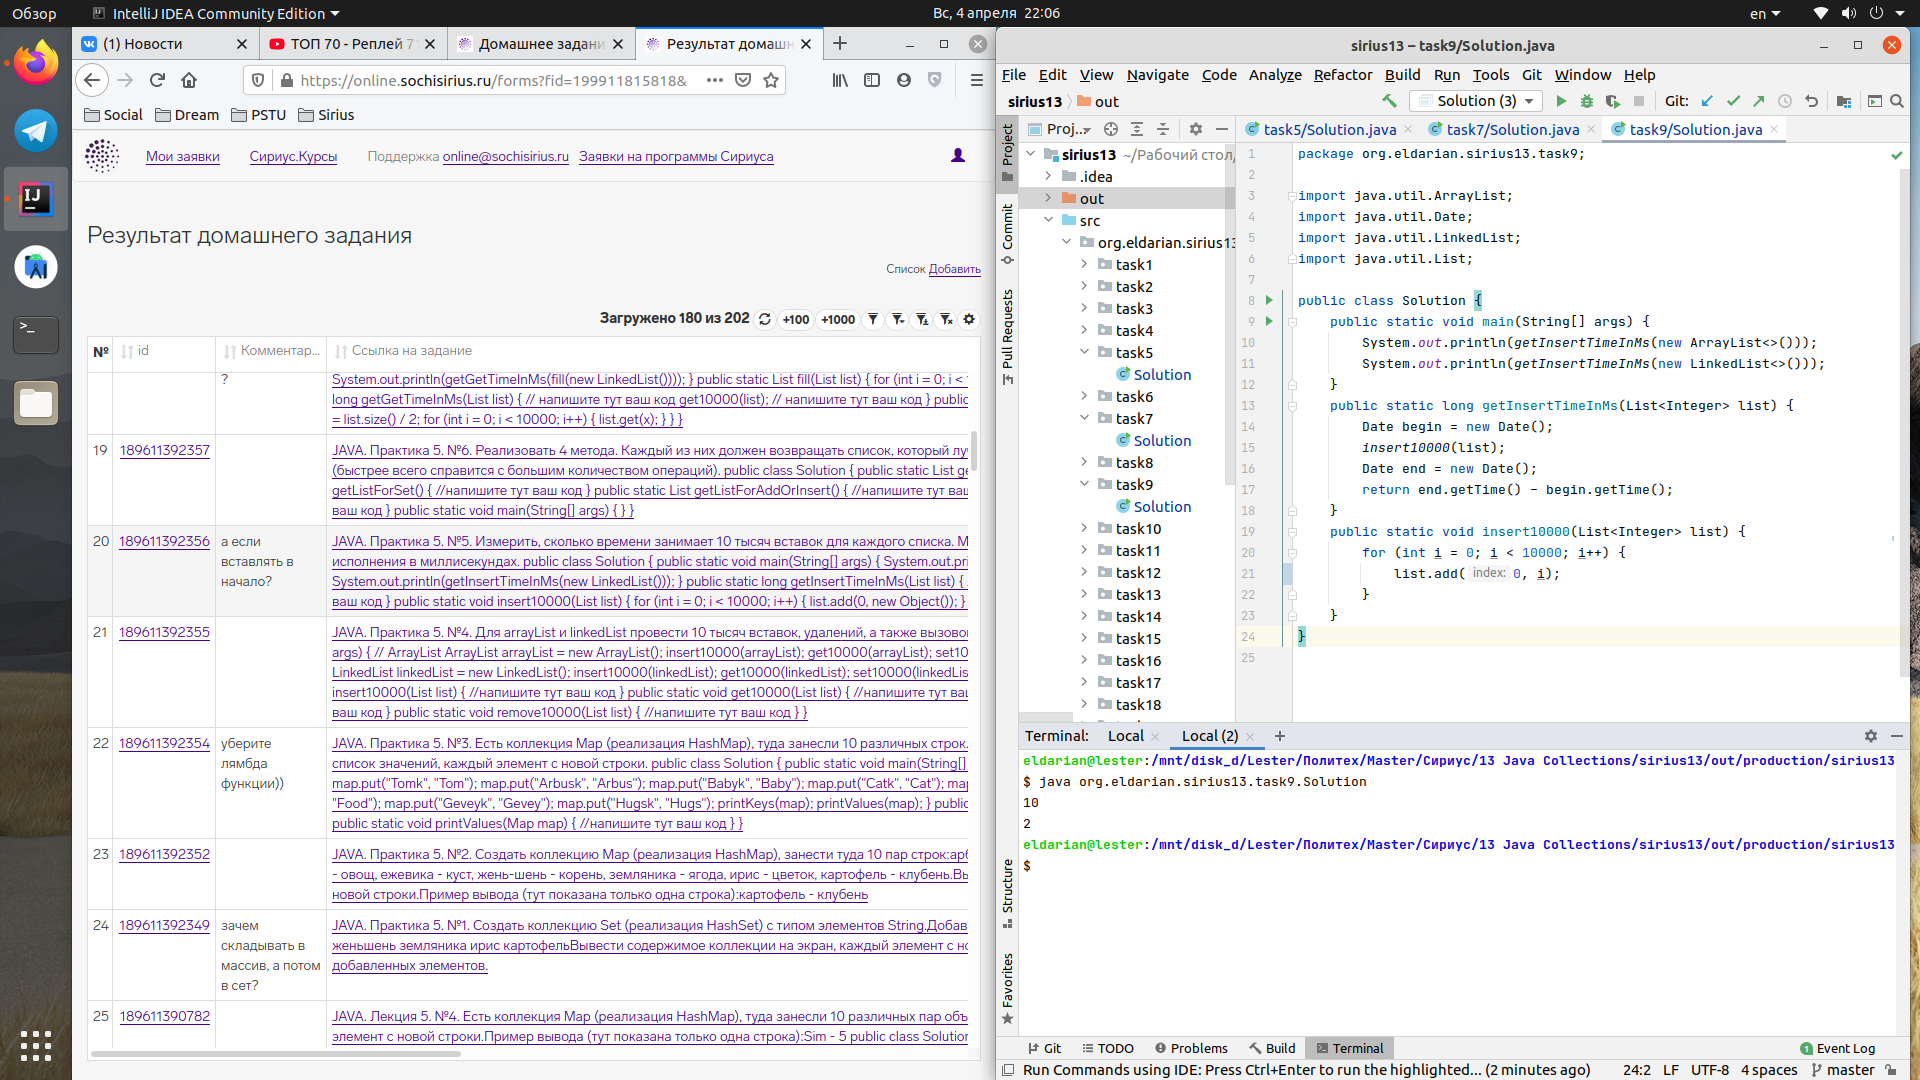 Обзор
IntelliJ IDEA Community Edition
Вс, 4 апреля 22:06
en
(1) Новости
ТОП 70 - Реплей 7
Домашнее задани
Результат домашн
https://online.sochisirius.ru/forms?fid=199911815818&
Social
Dream
PSTU
Sirius
Мои заявки
Сириус.Курсы
Поддержка online@sochisirius.ru
Заявки на программы Сириуса
Результат домашнего задания
Список Добавить
Загружено 180 из 202
+100
+1000
№ id Комментар... Ссылка на задание
?
System.out.println(getGetTimeInMs(fill(new LinkedList()))); } public static List fill(List list) { for (int i = 0; i <
long getGetTimeInMs(List list) { // напишите тут ваш код get10000(list); // напишите тут ваш код } public
= list.size() / 2; for (int i = 0; i < 10000; i++) { list.get(x); } } }
19 189611392357
JAVA. Практика 5. №6. Реализовать 4 метода. Каждый из них должен возвращать список, который лу
(быстрее всего справится с большим количеством операций). public class Solution { public static List ge
getListForSet() { //напишите тут ваш код } public static List getListForAddOrInsert() { //напишите тут ваш
ваш код } public static void main(String[] args) { } }
20 189611392356
а если
вставлять в
начало?
JAVA. Практика 5. №5. Измерить, сколько времени занимает 10 тысяч вставок для каждого списка. М
исполнения в миллисекундах. public class Solution { public static void main(String[] args) { System.out.pri
System.out.println(getInsertTimeInMs(new LinkedList())); } public static long getInsertTimeInMs(List list) {
ваш код } public static void insert10000(List list) { for (int i = 0; i < 10000; i++) { list.add(0, new Object()); }
21 189611392355
JAVA. Практика 5. №4. Для arrayList и linkedList провести 10 тысяч вставок, удалений, а также вызовов
args) { // ArrayList ArrayList arrayList = new ArrayList(); insert10000(arrayList); get10000(arrayList); set10
LinkedList linkedList = new LinkedList(); insert10000(linkedList); get10000(linkedList); set10000(linkedLis
insert10000(List list) { //напишите тут ваш код } public static void get10000(List list) { //напишите тут ваш
ваш код } public static void remove10000(List list) { //напишите тут ваш код } }
22 189611392354
уберите
лямбда
функции))
JAVA. Практика 5. №3. Есть коллекция Map (реализация HashMap), туда занесли 10 различных строк.
список значений, каждый элемент с новой строки. public class Solution { public static void main(String[]
map.put("Tomk", "Tom"); map.put("Arbusk", "Arbus"); map.put("Babyk", "Baby"); map.put("Catk", "Cat"); map
"Food"); map.put("Geveyk", "Gevey"); map.put("Hugsk", "Hugs"); printKeys(map); printValues(map); } public
public static void printValues(Map map) { //напишите тут ваш код } }
23 189611392352
JAVA. Практика 5. №2. Создать коллекцию Map (реализация HashMap), занести туда 10 пар строк:арб
- овощ, ежевика - куст, жень-шень - корень, земляника - ягода, ирис - цветок, картофель - клубень.Вы
новой строки.Пример вывода (тут показана только одна строка):картофель - клубень
24 189611392349
зачем
складывать в
массив, а потом
в сет?
JAVA. Практика 5. №1. Создать коллекцию Set (реализация HashSet) с типом элементов String.Добав
женьшень земляника ирис картофельВывести содержимое коллекции на экран, каждый элемент с но
добавленных элементов.
25 189611390782
JAVA. Лекция 5. №4. Есть коллекция Map (реализация HashMap), туда занесли 10 различных пар объ
элемент с новой строки.Пример вывода (тут показана только одна строка):Sim - 5 public class Solution
sirius13 – task9/Solution.java
File Edit View Navigate Code Analyze Refactor Build Run Tools Git Window Help
sirius13 out
Solution (3)
Git:
Project
Commit
Pull Requests
Structure
Favorites
Proj...
task5/Solution.java
task7/Solution.java
task9/Solution.java
sirius13 ~/Рабочий стол/
.idea
out
src
org.eldarian.sirius13
task1
task2
task3
task4
task5
Solution
task6
task7
Solution
task8
task9
Solution
task10
task11
task12
task13
task14
task15
task16
task17
task18
1 package org.eldarian.sirius13.task9;
2
3 import java.util.ArrayList;
4 import java.util.Date;
5 import java.util.LinkedList;
6 import java.util.List;
7
8 public class Solution {
9 public static void main(String[] args) {
10 System.out.println(getInsertTimeInMs(new ArrayList<>()));
11 System.out.println(getInsertTimeInMs(new LinkedList<>()));
12 }
13 public static long getInsertTimeInMs(List<Integer> list) {
14 Date begin = new Date();
15 insert10000(list);
16 Date end = new Date();
17 return end.getTime() - begin.getTime();
18 }
19 public static void insert10000(List<Integer> list) {
20 for (int i = 0; i < 10000; i++) {
21 list.add( index: 0, i);
22 }
23 }
24 }
25
Terminal: Local Local (2)
eldarian@lester:/mnt/disk_d/Lester/Политех/Master/Сириус/13 Java Collections/sirius13/out/production/sirius13
$ java org.eldarian.sirius13.task9.Solution
10
2
eldarian@lester:/mnt/disk_d/Lester/Политех/Master/Сириус/13 Java Collections/sirius13/out/production/sirius13
$
Git TODO Problems Build Terminal 1 Event Log
Run Commands using IDE: Press Ctrl+Enter to run the highlighted... (2 minutes ago) 24:2 LF UTF-8 4 spaces master